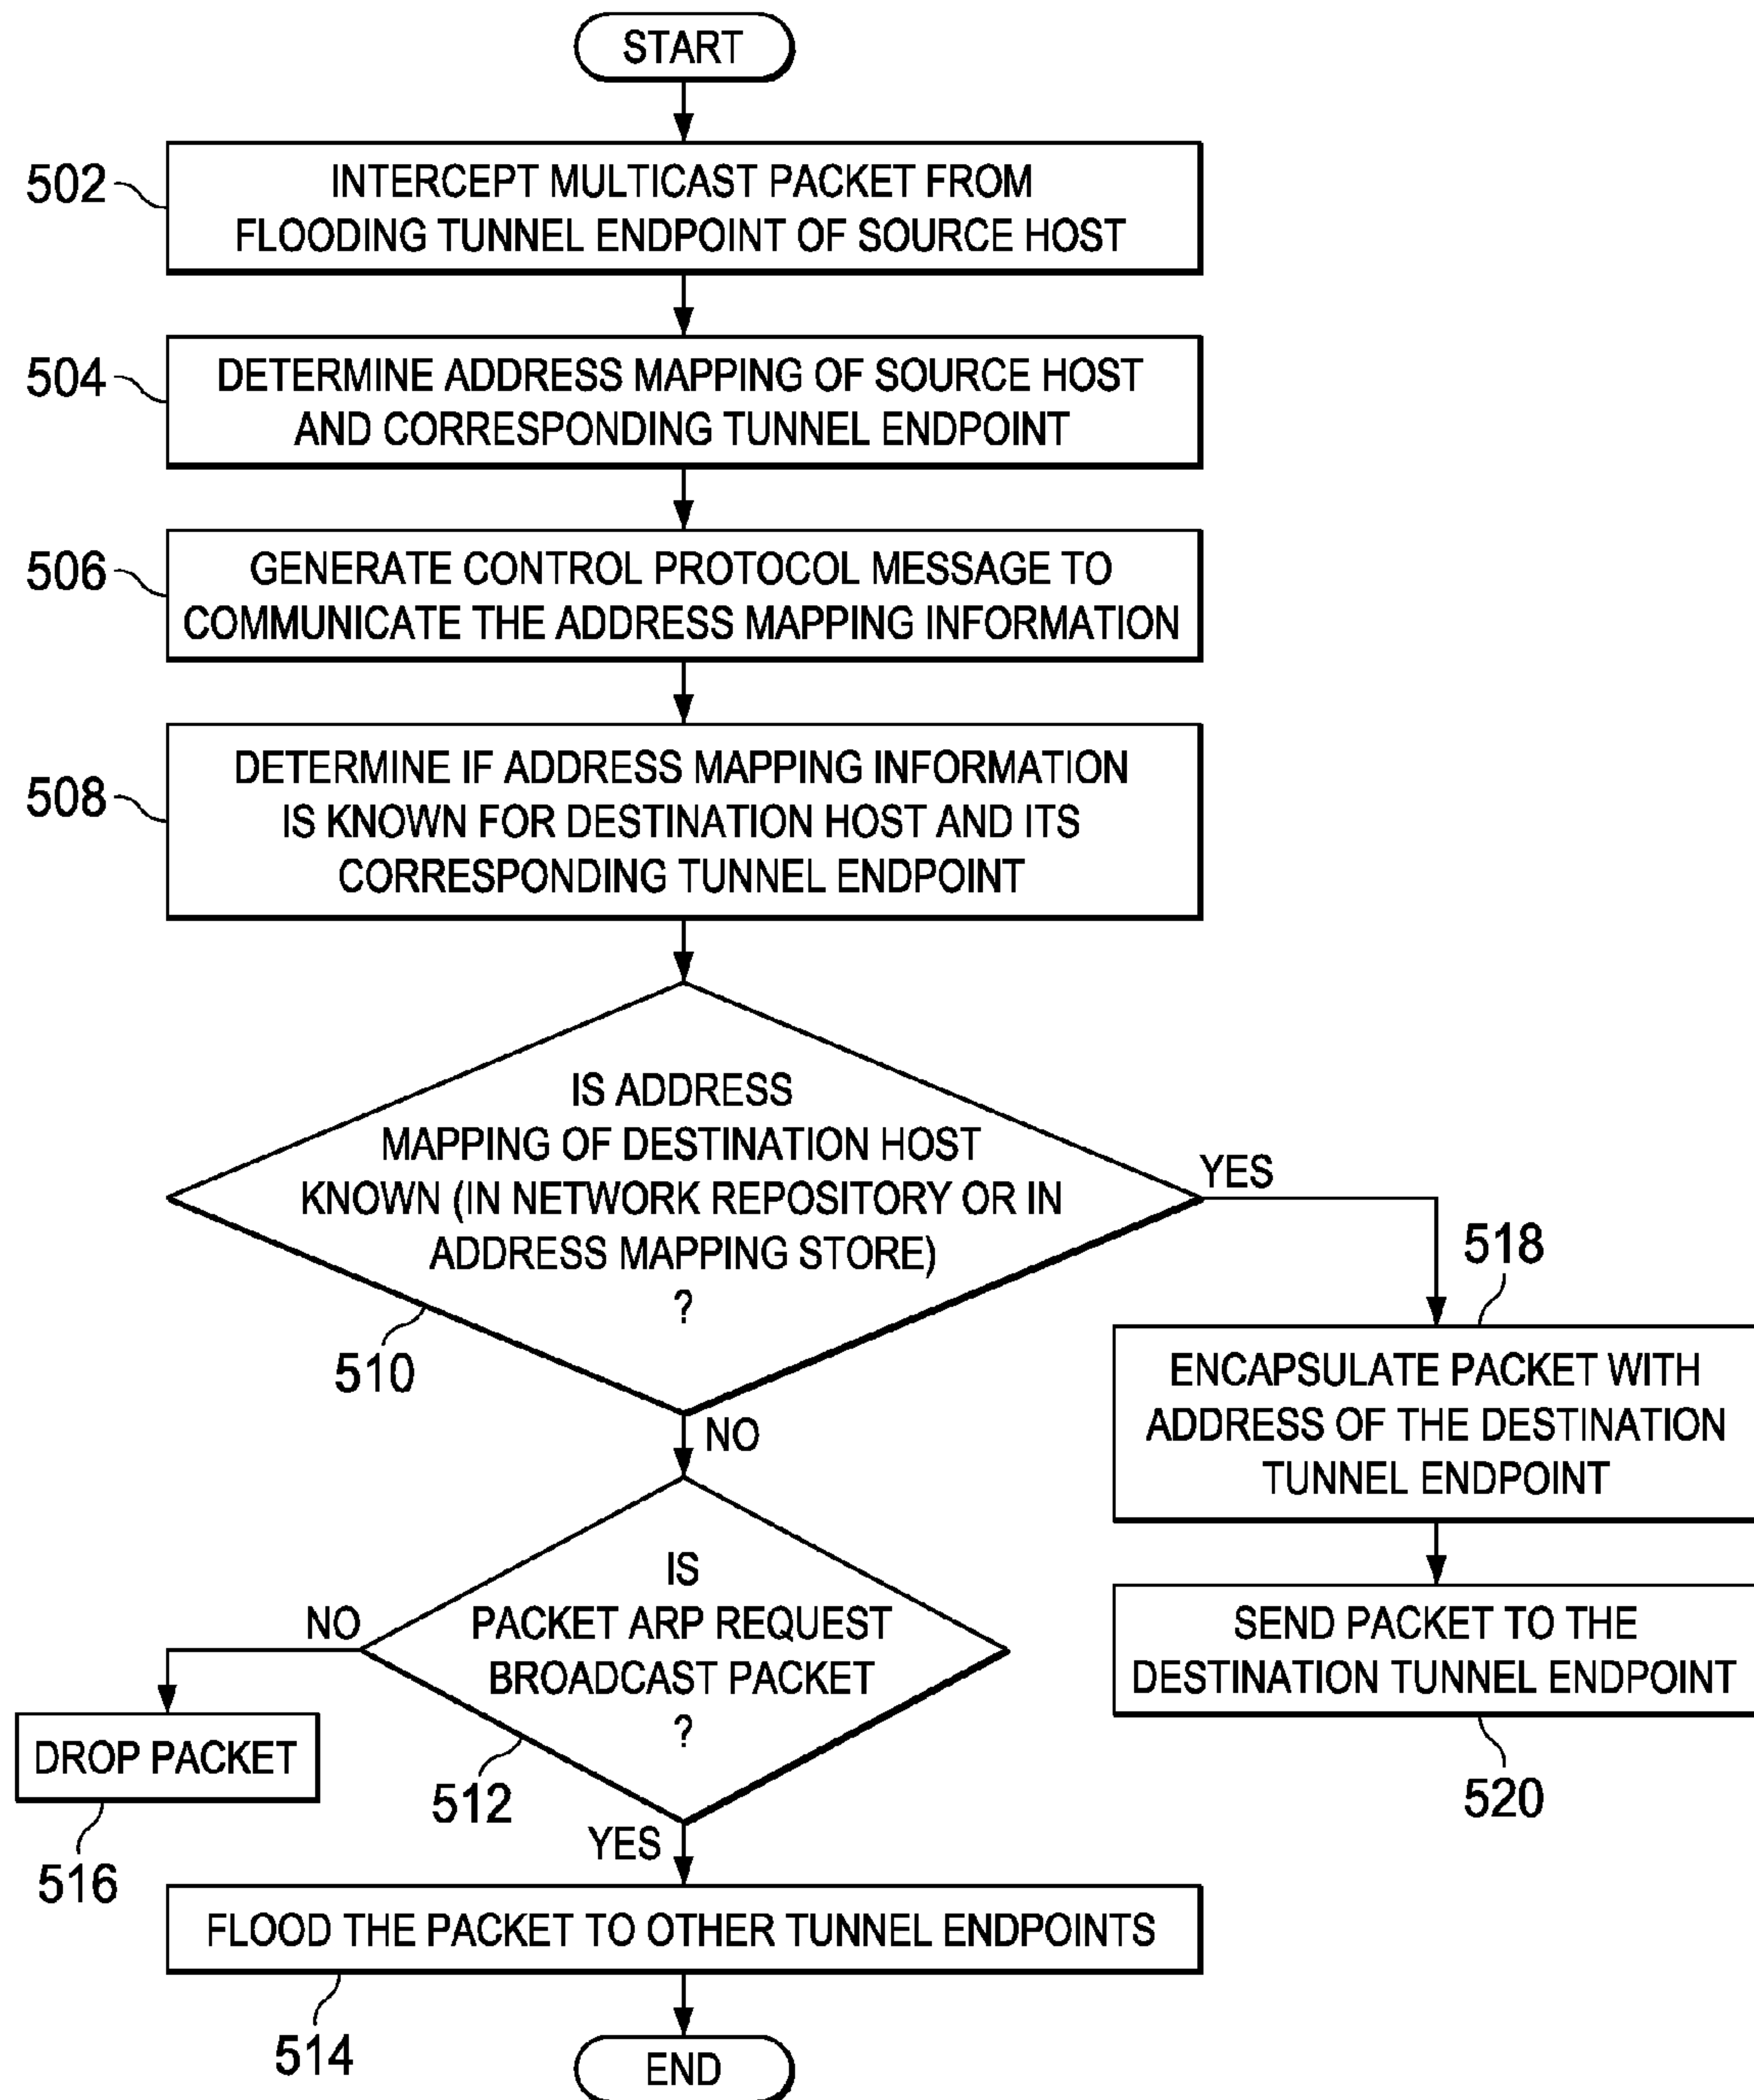 START
502
INTERCEPT MULTICAST PACKET FROM
FLOODING TUNNEL ENDPOINT OF SOURCE HOST
504
DETERMINE ADDRESS MAPPING OF SOURCE HOST
AND CORRESPONDING TUNNEL ENDPOINT
506
GENERATE CONTROL PROTOCOL MESSAGE TO
COMMUNICATE THE ADDRESS MAPPING INFORMATION
508
DETERMINE IF ADDRESS MAPPING INFORMATION
IS KNOWN FOR DESTINATION HOST AND ITS
CORRESPONDING TUNNEL ENDPOINT
IS ADDRESS
MAPPING OF DESTINATION HOST
KNOWN (IN NETWORK REPOSITORY OR IN
ADDRESS MAPPING STORE)
?
510
YES
518
ENCAPSULATE PACKET WITH
ADDRESS OF THE DESTINATION
TUNNEL ENDPOINT
SEND PACKET TO THE
DESTINATION TUNNEL ENDPOINT
520
NO
IS
PACKET ARP REQUEST
BROADCAST PACKET
?
512
NO
DROP PACKET
516
YES
FLOOD THE PACKET TO OTHER TUNNEL ENDPOINTS
514
END